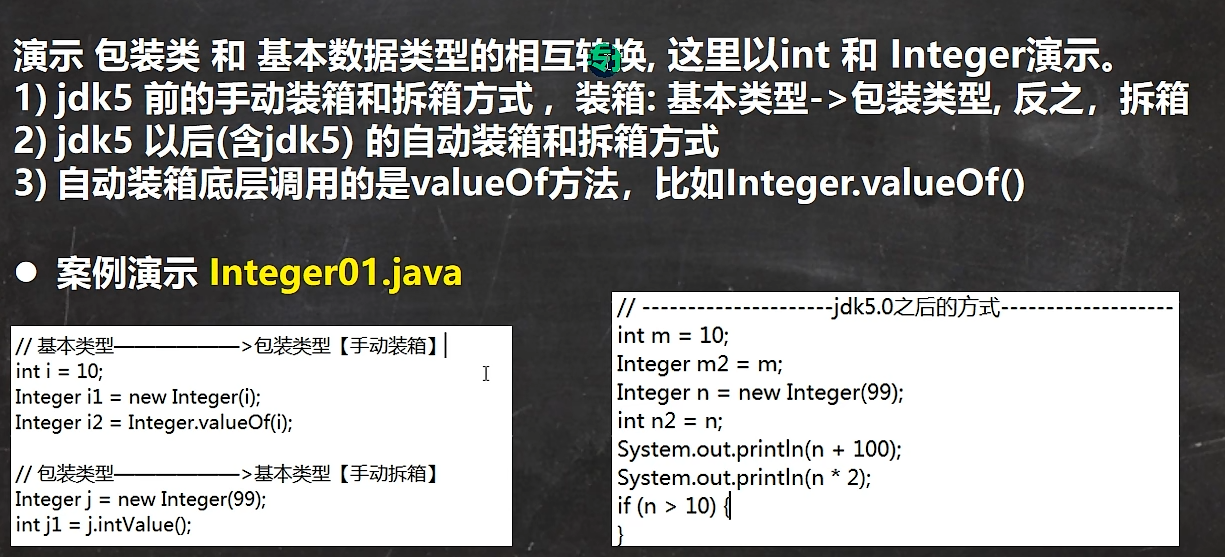 演示 包装类 和 基本数据类型的相互转换, 这里以int 和 Integer演示。
1) jdk5 前的手动装箱和拆箱方式 ，装箱: 基本类型->包装类型, 反之，拆箱
2) jdk5 以后(含jdk5) 的自动装箱和拆箱方式
3) 自动装箱底层调用的是valueOf方法，比如Integer.valueOf()
● 案例演示 Integer01.java
// 基本类型——————>包装类型【手动装箱】
int i = 10;
Integer i1 = new Integer(i);
Integer i2 = Integer.valueOf(i);
// 包装类型——————>基本类型【手动拆箱】
Integer j = new Integer(99);
int j1 = j.intValue();
// ---------------------jdk5.0之后的方式-------------------
int m = 10;
Integer m2 = m;
Integer n = new Integer(99);
int n2 = n;
System.out.println(n + 100);
System.out.println(n * 2);
if (n > 10) {
}